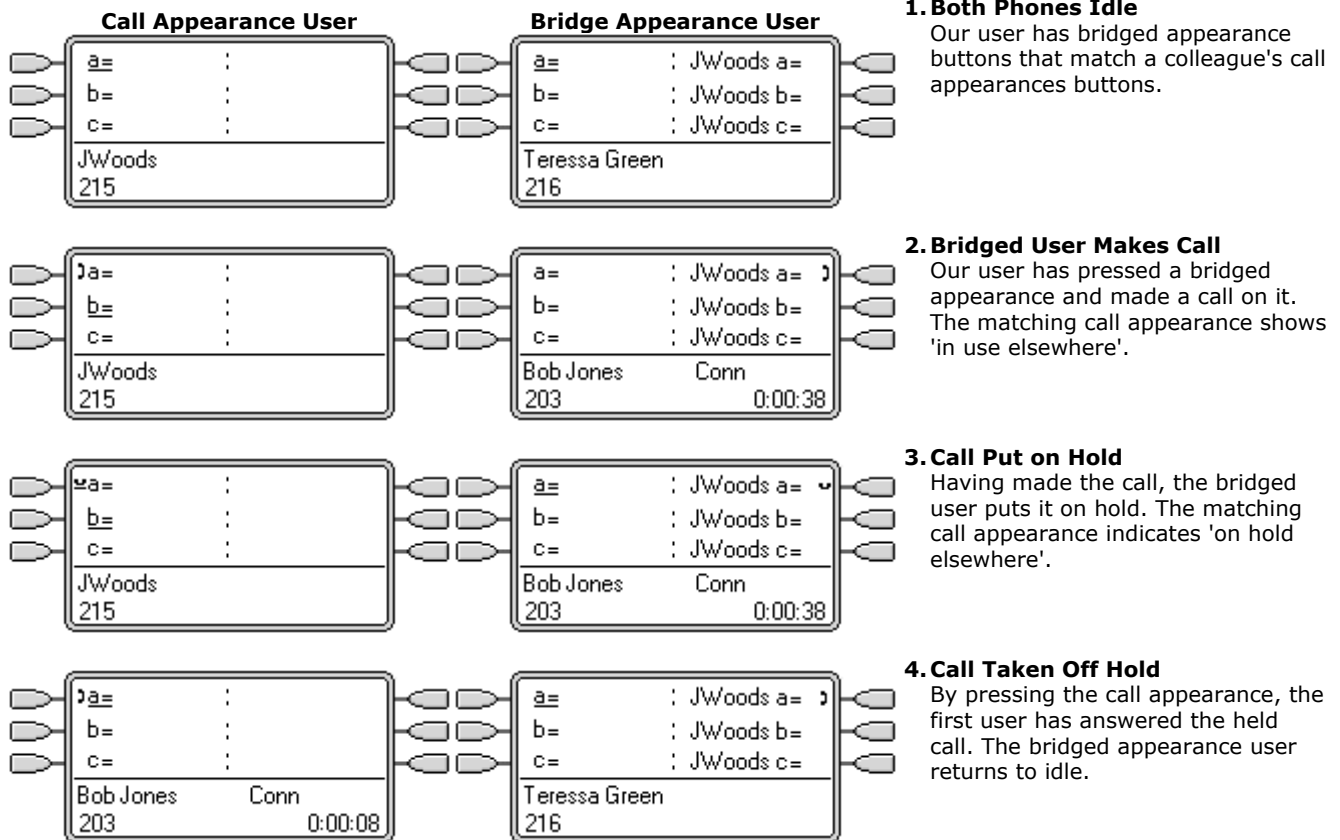 Call Appearance User
Bridge Appearance User
a= :
b= :
c= :
JWoods
215
a= : JWoods a=
b= : JWoods b=
c= : JWoods c=
Teressa Green
216
1. Both Phones Idle
Our user has bridged appearance
buttons that match a colleague's call
appearances buttons.
a= :
b= :
c= :
JWoods
215
a= : JWoods a=
b= : JWoods b=
c= : JWoods c=
Bob Jones Conn
203 0:00:38
2. Bridged User Makes Call
Our user has pressed a bridged
appearance and made a call on it.
The matching call appearance shows
'in use elsewhere'.
a= :
b= :
c= :
JWoods
215
a= : JWoods a=
b= : JWoods b=
c= : JWoods c=
Bob Jones Conn
203 0:00:38
3. Call Put on Hold
Having made the call, the bridged
user puts it on hold. The matching
call appearance indicates 'on hold
elsewhere'.
a= :
b= :
c= :
Bob Jones Conn
203 0:00:08
a= : JWoods a=
b= : JWoods b=
c= : JWoods c=
Teressa Green
216
4. Call Taken Off Hold
By pressing the call appearance, the
first user has answered the held
call. The bridged appearance user
returns to idle.